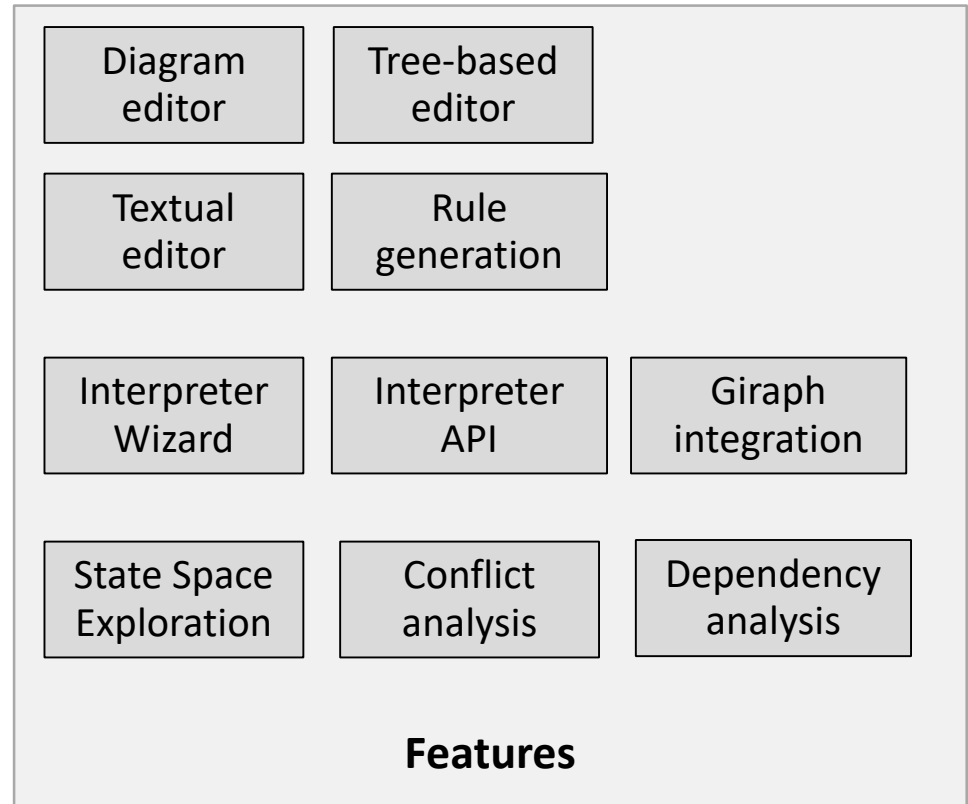 Diagram
editor
Tree-based
editor
Textual
editor
Rule
generation
Interpreter
Wizard
Interpreter
API
Giraph
integration
State Space
Exploration
Conflict
analysis
Dependency
analysis
Features